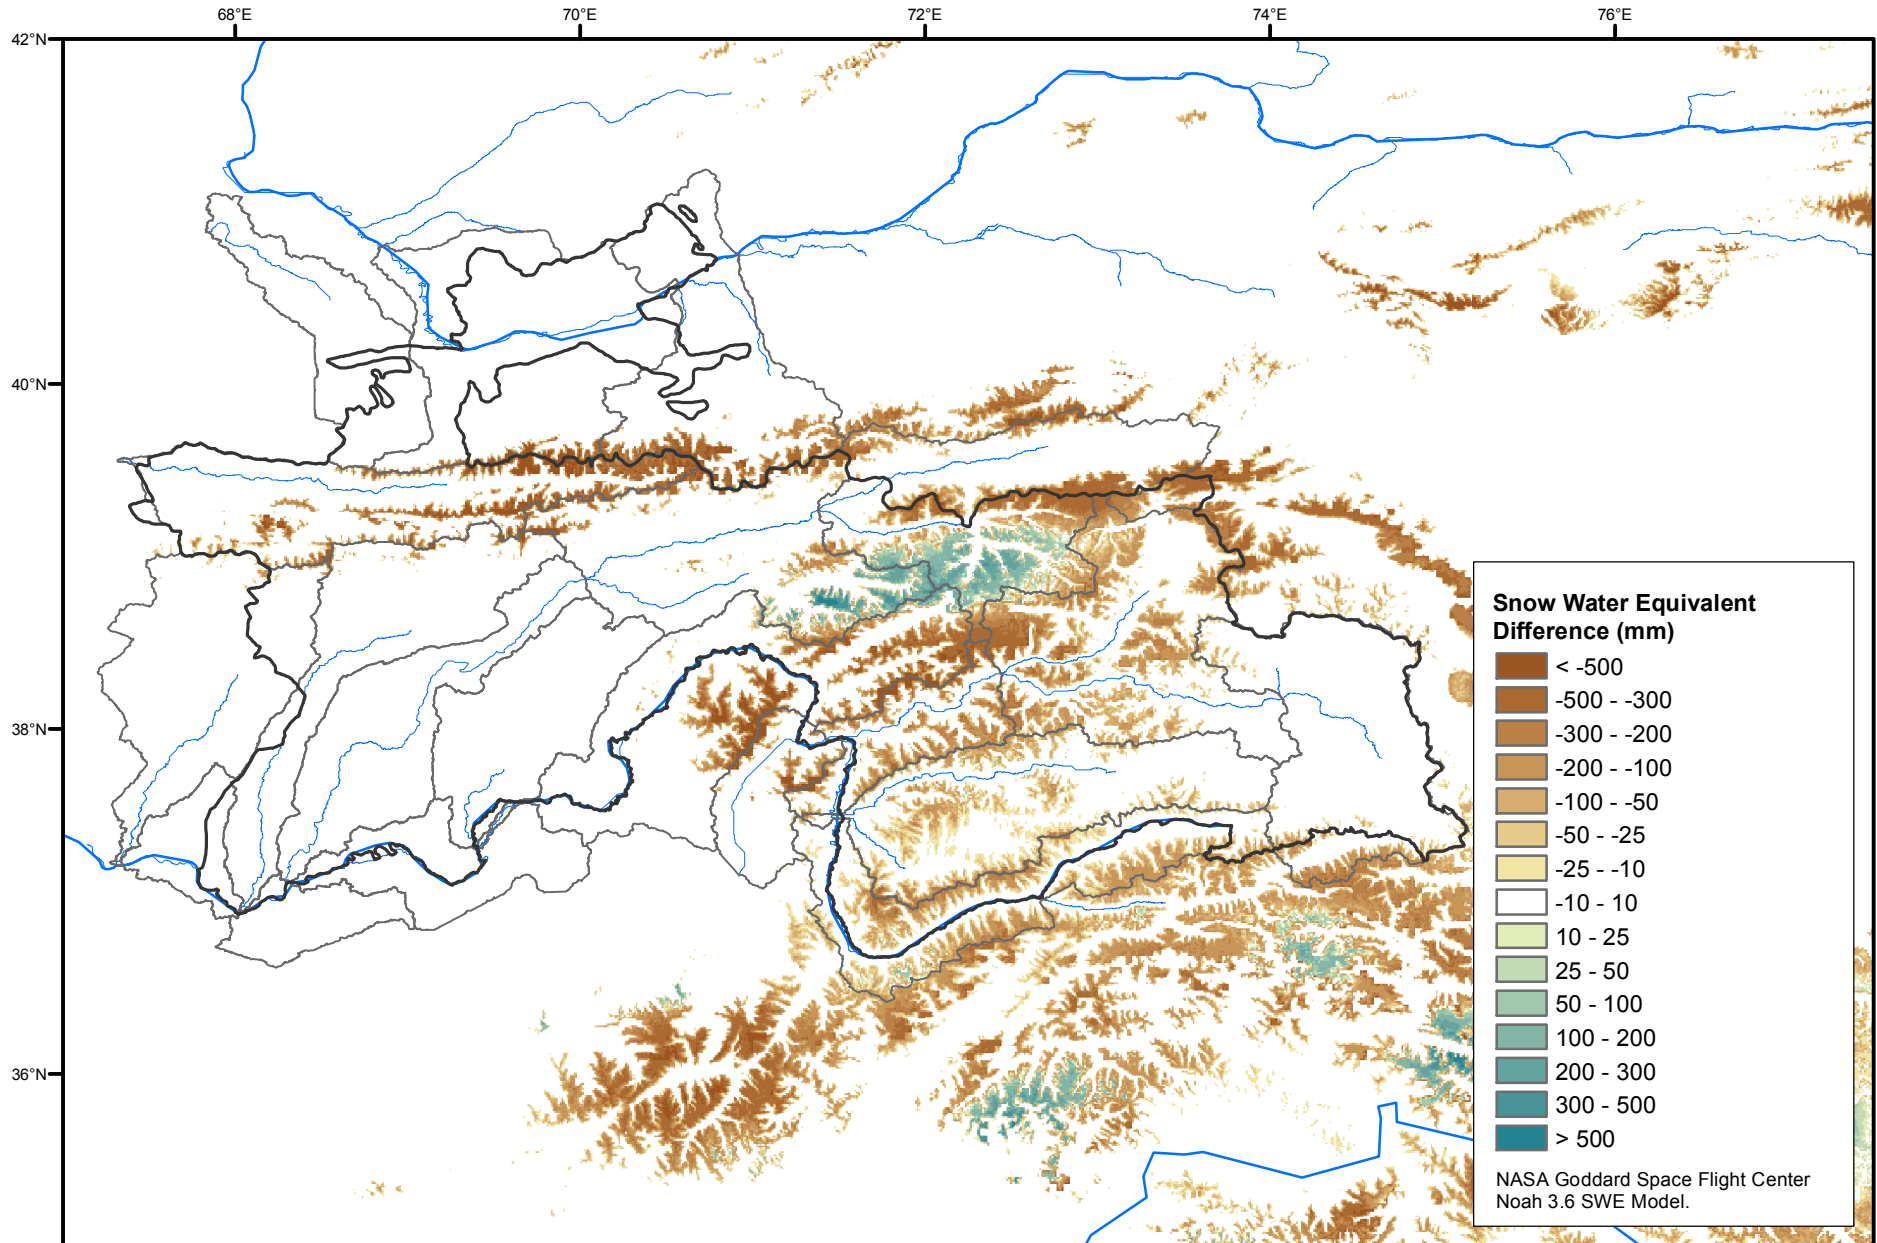 68°E
70°E
72°E
74°E
76°E
42°N
40°N
38°N
36°N
Snow Water Equivalent
Difference (mm)
< -500
-500 - -300
-300 - -200
-200 - -100
-100 - -50
-50 - -25
-25 - -10
-10 - 10
10 - 25
25 - 50
50 - 100
100 - 200
200 - 300
300 - 500
> 500
NASA Goddard Space Flight Center
Noah 3.6 SWE Model.